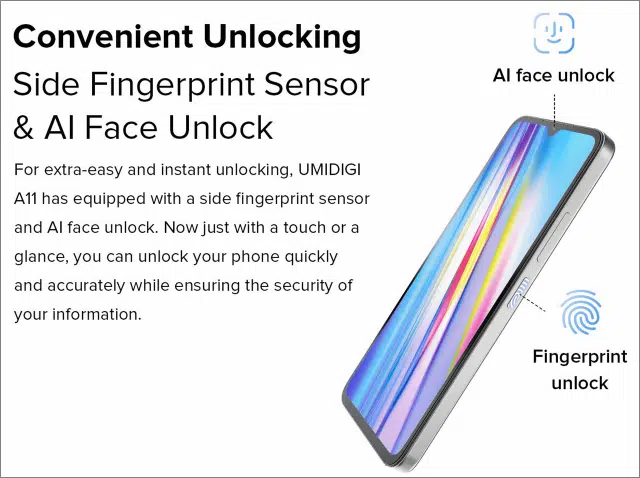 Convenient Unlocking
Side Fingerprint Sensor
& AI Face Unlock
For extra-easy and instant unlocking, UMIDIGI
A11 has equipped with a side fingerprint sensor
and AI face unlock. Now just with a touch or a
glance, you can unlock your phone quickly
and accurately while ensuring the security of
your information.
AI face unlock
Fingerprint
unlock